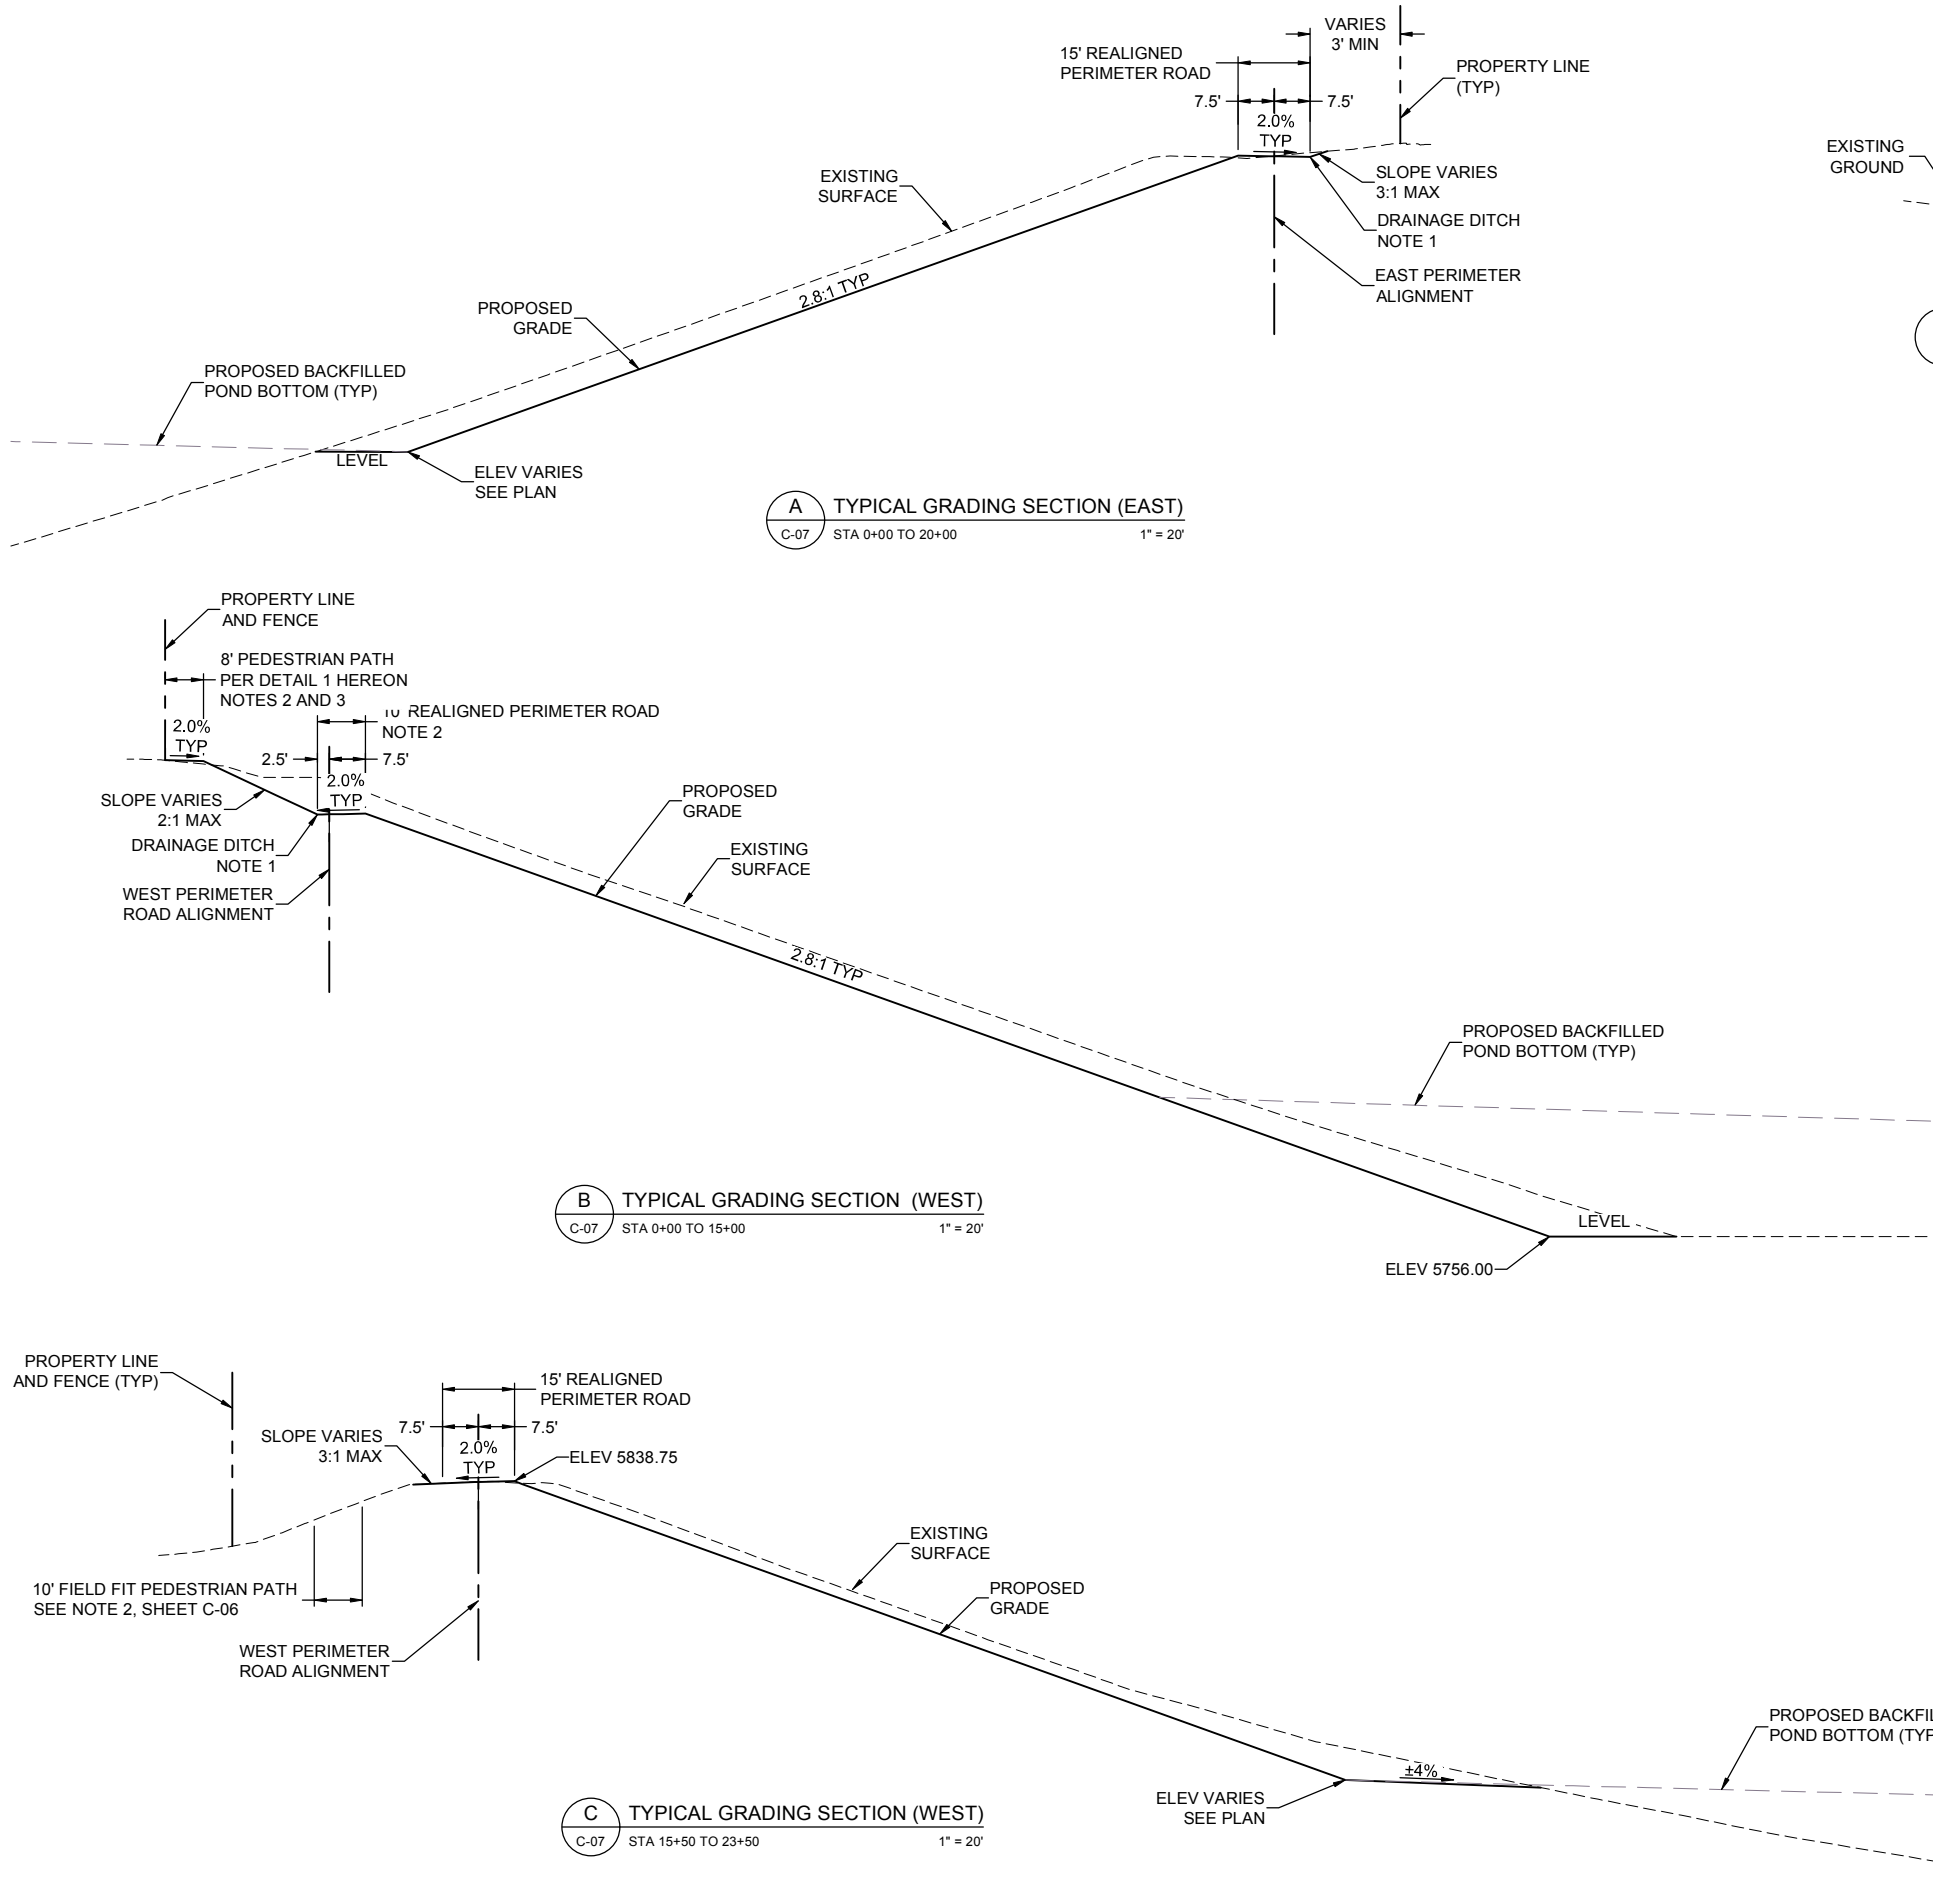 VARIES
3' MIN
15' REALIGNED
PERIMETER ROAD
PROPERTY LINE
(TYP)
7.5'
7.5'
2.0%
TYP
EXISTING
GROUND
EXISTING
SURFACE
SLOPE VARIES
3:1 MAX
DRAINAGE DITCH
NOTE 1
EAST PERIMETER
ALIGNMENT
2.8:1 TYP
PROPOSED
GRADE
PROPOSED BACKFILLED
POND BOTTOM (TYP)
LEVEL
ELEV VARIES
SEE PLAN
A
C-07
TYPICAL GRADING SECTION (EAST)
STA 0+00 TO 20+00
1" = 20'
PROPERTY LINE
AND FENCE
8' PEDESTRIAN PATH
PER DETAIL 1 HEREON
NOTES 2 AND 3
10' REALIGNED PERIMETER ROAD
NOTE 2
2.0%
TYP
2.5'
7.5'
2.0%
TYP
SLOPE VARIES
2:1 MAX
DRAINAGE DITCH
NOTE 1
WEST PERIMETER
ROAD ALIGNMENT
PROPOSED
GRADE
EXISTING
SURFACE
2.8:1 TYP
PROPOSED BACKFILLED
POND BOTTOM (TYP)
LEVEL
ELEV 5756.00
B
C-07
TYPICAL GRADING SECTION (WEST)
STA 0+00 TO 15+00
1" = 20'
PROPERTY LINE
AND FENCE (TYP)
15' REALIGNED
PERIMETER ROAD
7.5'
7.5'
SLOPE VARIES
3:1 MAX
2.0%
TYP
ELEV 5838.75
EXISTING
SURFACE
PROPOSED
GRADE
10' FIELD FIT PEDESTRIAN PATH
SEE NOTE 2, SHEET C-06
WEST PERIMETER
ROAD ALIGNMENT
PROPOSED
POND BOTTOM
±4%
ELEV VARIES
SEE PLAN
C
C-07
TYPICAL GRADING SECTION (WEST)
STA 15+50 TO 23+50
1" = 20'